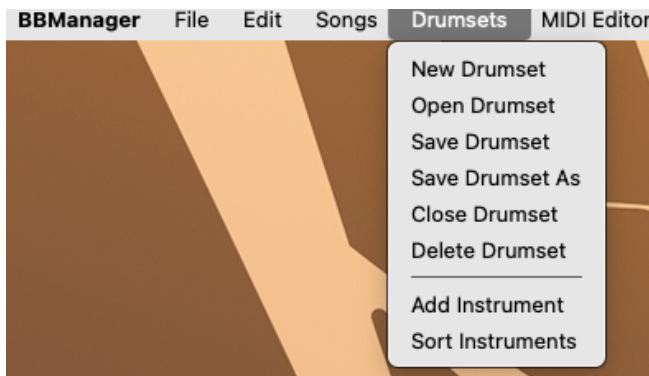 BBManager File Edit Songs Drumsets MIDI Editor
New Drumset
Open Drumset
Save Drumset
Save Drumset As
Close Drumset
Delete Drumset
Add Instrument
Sort Instruments